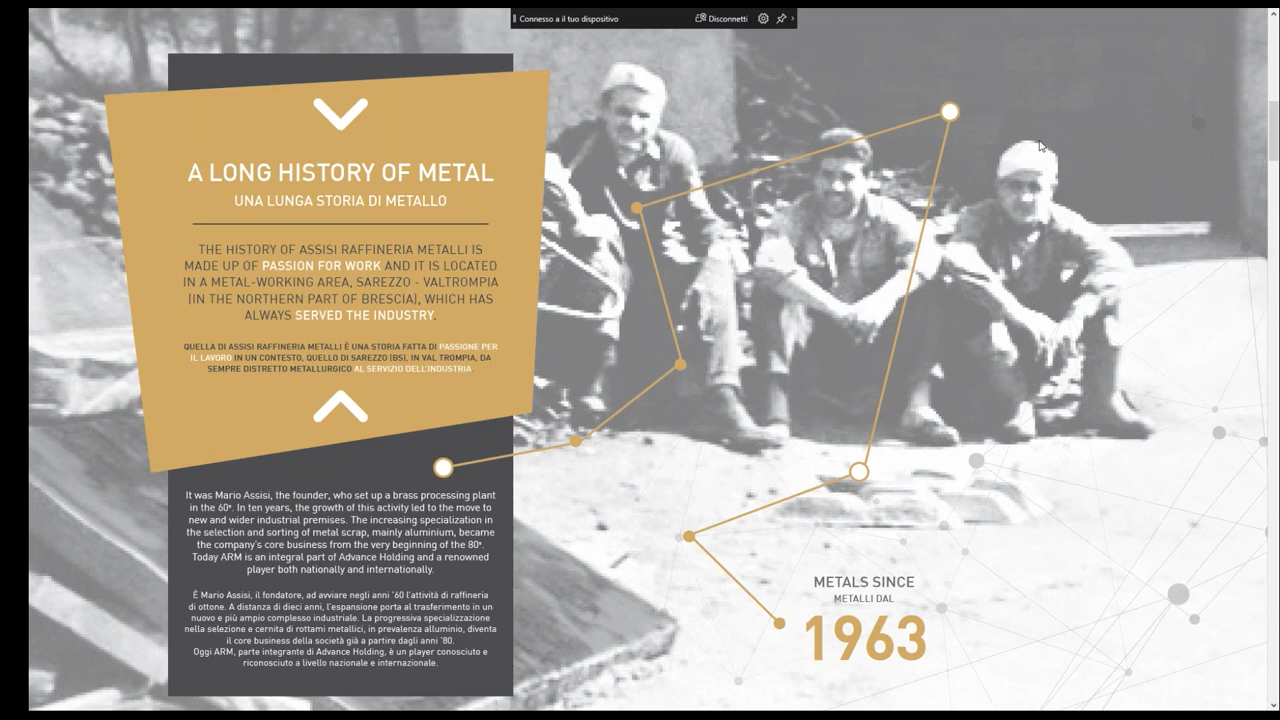 Connesso a il tuo dispositivo
Disconnetti
A LONG HISTORY OF METAL
UNA LUNGA STORIA DI METALLO
THE HISTORY OF ASSISI RAFFINERIA METALLI IS
MADE UP OF PASSION FOR WORK AND IT IS LOCATED
IN A METAL-WORKING AREA, SAREZZO - VALTROMPIA
(IN THE NORTHERN PART OF BRESCIA), WHICH HAS
ALWAYS SERVED THE INDUSTRY.
QUELLA DI ASSISI RAFFINERIA METALLI È UNA STORIA FATTA DI PASSIONE PER
IL LAVORO IN UN CONTESTO, QUELLO DI SAREZZO (BS), IN VAL TROMPIA, DA
SEMPRE DISTRETTO METALLURGICO AL SERVIZIO DELL'INDUSTRIA.
It was Mario Assisi, the founder, who set up a brass processing plant
in the 60ˢ. In ten years, the growth of this activity led to the move to
new and wider industrial premises. The increasing specialization in
the selection and sorting of metal scrap, mainly aluminium, became
the company's core business from the very beginning of the 80ˢ.
Today ARM is an integral part of Advance Holding and a renowned
player both nationally and internationally.
È Mario Assisi, il fondatore, ad avviare negli anni '60 l'attività di raffineria
di ottone. A distanza di dieci anni, l'espansione porta al trasferimento in un
nuovo e più ampio complesso industriale. La progressiva specializzazione
nella selezione e cernita di rottami metallici, in prevalenza alluminio, diventa
il core business della società già a partire dagli anni '80.
Oggi ARM, parte integrante di Advance Holding, è un player conosciuto e
riconosciuto a livello nazionale e internazionale.
METALS SINCE
METALLI DAL
1963